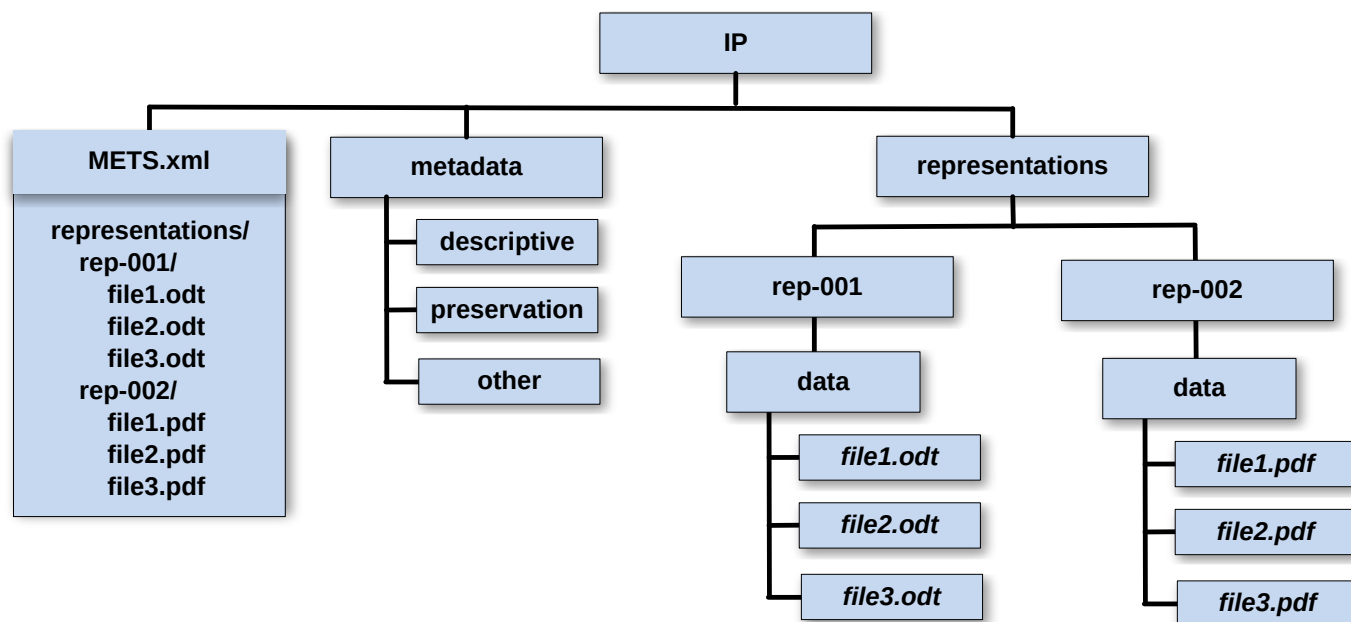 IP
METS.xml
representations/
rep-001/
file1.odt
file2.odt
file3.odt
rep-002/
file1.pdf
file2.pdf
file3.pdf
metadata
descriptive
preservation
other
representations
rep-001
data
file1.odt
file2.odt
file3.odt
rep-002
data
file1.pdf
file2.pdf
file3.pdf